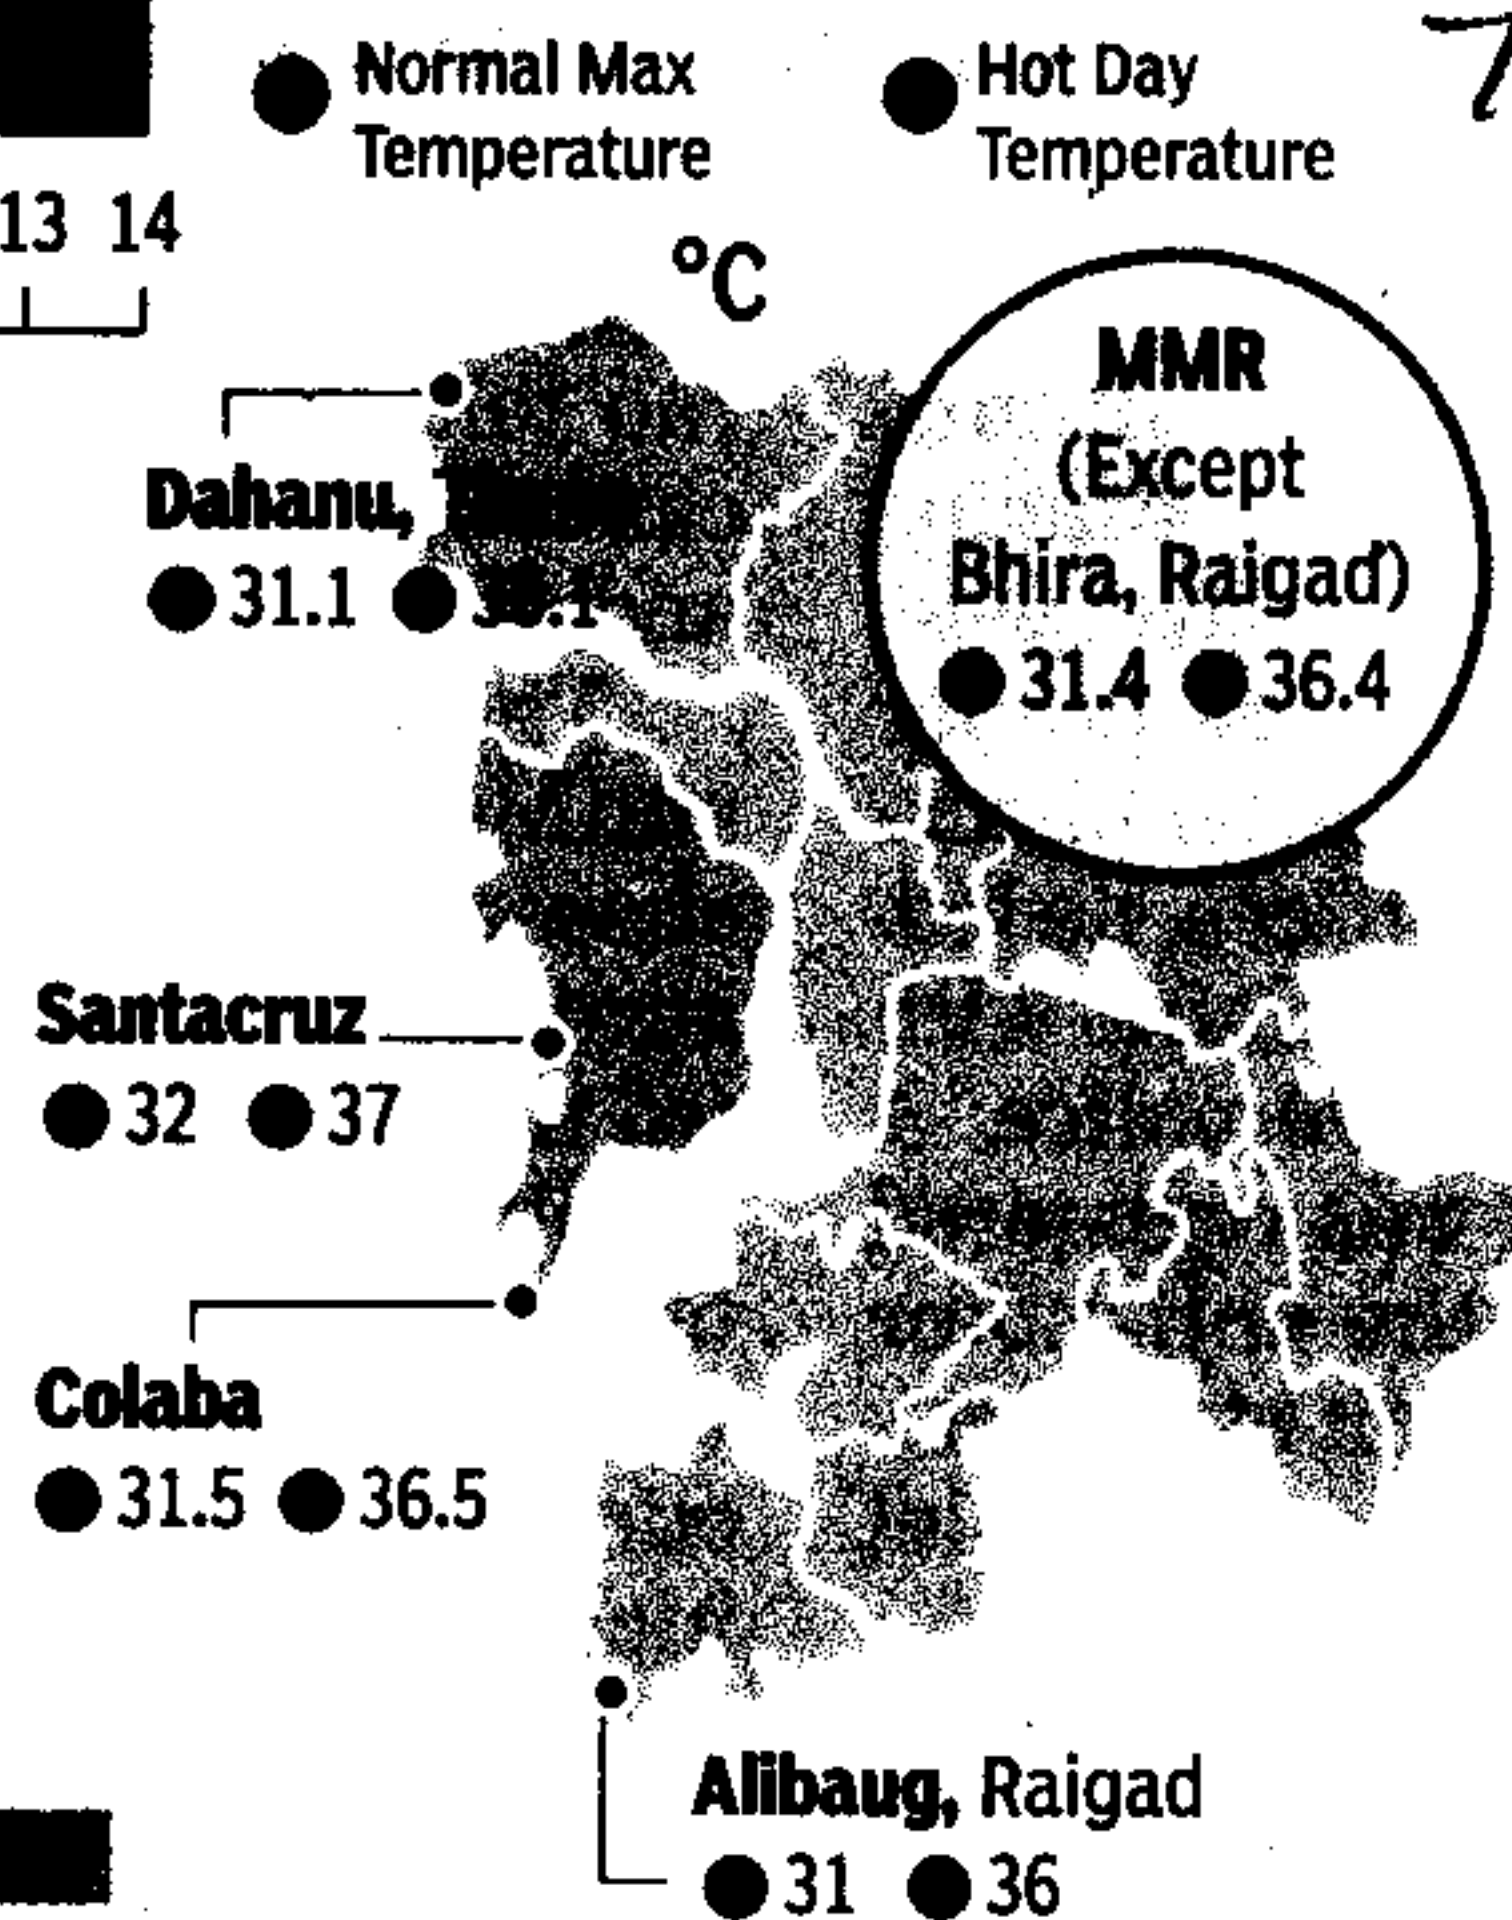 Normal Max
Temperature
Hot Day
Temperature
7
13 14
°C
MMR
(Except
Bhira, Raigad)
31.4 36.4
Dahanu,
31.1
Santacruz
32 37
Colaba
31.5 36.5
Alibaug, Raigad
31 36